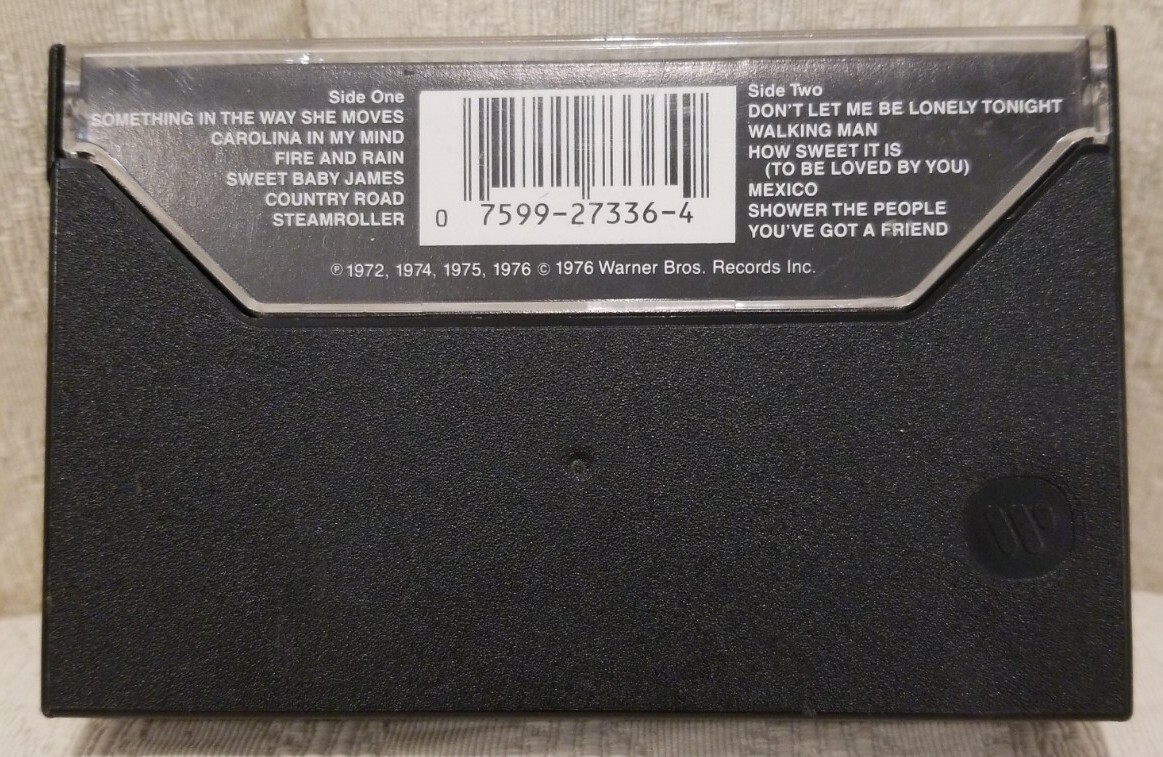 Side One
SOMETHING IN THE WAY SHE MOVES
CAROLINA IN MY MIND
FIRE AND RAIN
SWEET BABY JAMES
COUNTRY ROAD
STEAMROLLER
0 7599-27336-4
Side Two
DON'T LET ME BE LONELY TONIGHT
WALKING MAN
HOW SWEET IT IS
(TO BE LOVED BY YOU)
MEXICO
SHOWER THE PEOPLE
YOU'VE GOT A FRIEND
℗ 1972, 1974, 1975, 1976 © 1976 Warner Bros. Records Inc.